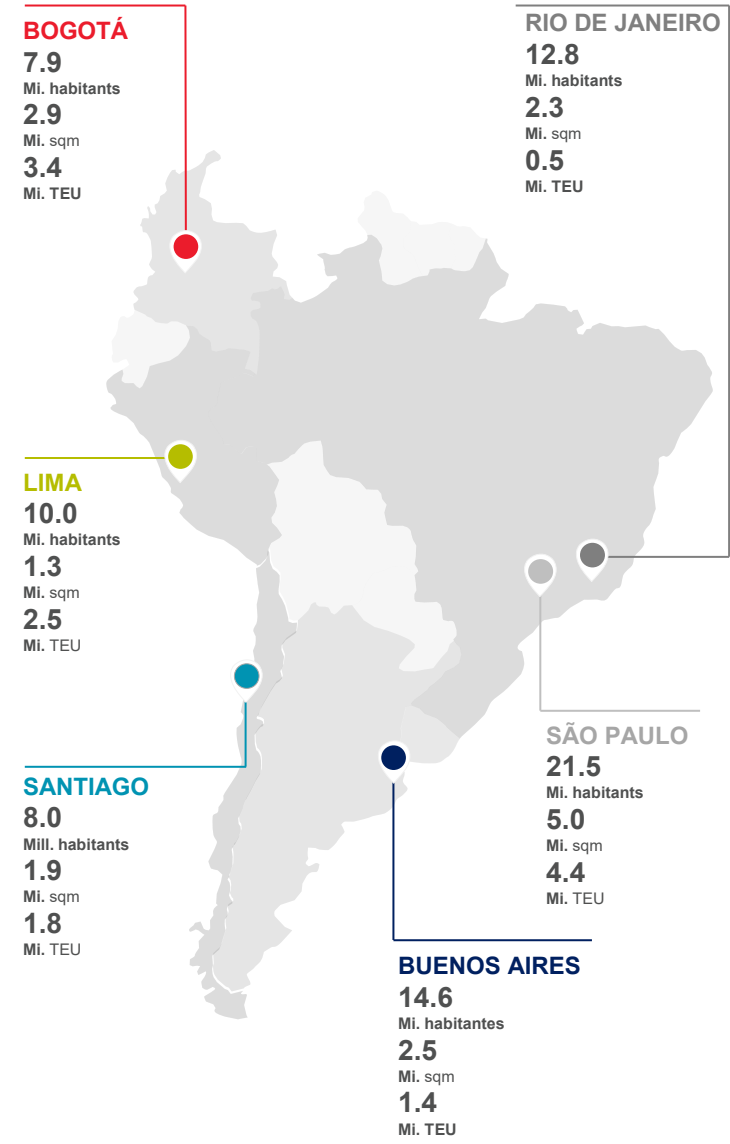 BOGOTÁ
7.9
Mi. habitants
2.9
Mi. sqm
3.4
Mi. TEU
RIO DE JANEIRO
12.8
Mi. habitants
2.3
Mi. sqm
0.5
Mi. TEU
LIMA
10.0
Mi. habitants
1.3
Mi. sqm
2.5
Mi. TEU
SANTIAGO
8.0
Mill. habitants
1.9
Mi. sqm
1.8
Mi. TEU
SÃO PAULO
21.5
Mi. habitants
5.0
Mi. sqm
4.4
Mi. TEU
BUENOS AIRES
14.6
Mi. habitantes
2.5
Mi. sqm
1.4
Mi. TEU